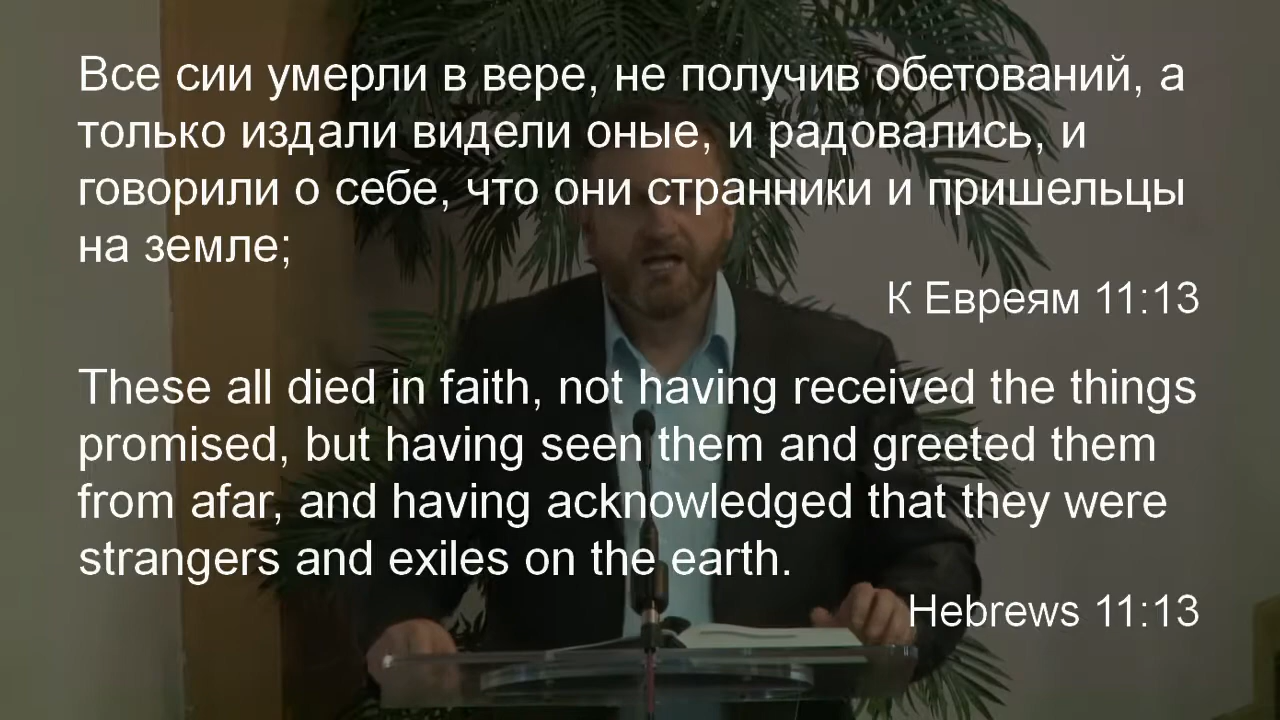 Все сии умерли в вере, не получив обетований, а
только издали видели оные, и радовались, и
говорили о себе, что они странники и пришельцы
на земле;
К Евреям 11:13
These all died in faith, not having received the things
promised, but having seen them and greeted them
from afar, and having acknowledged that they were
strangers and exiles on the earth.
Hebrews 11:13